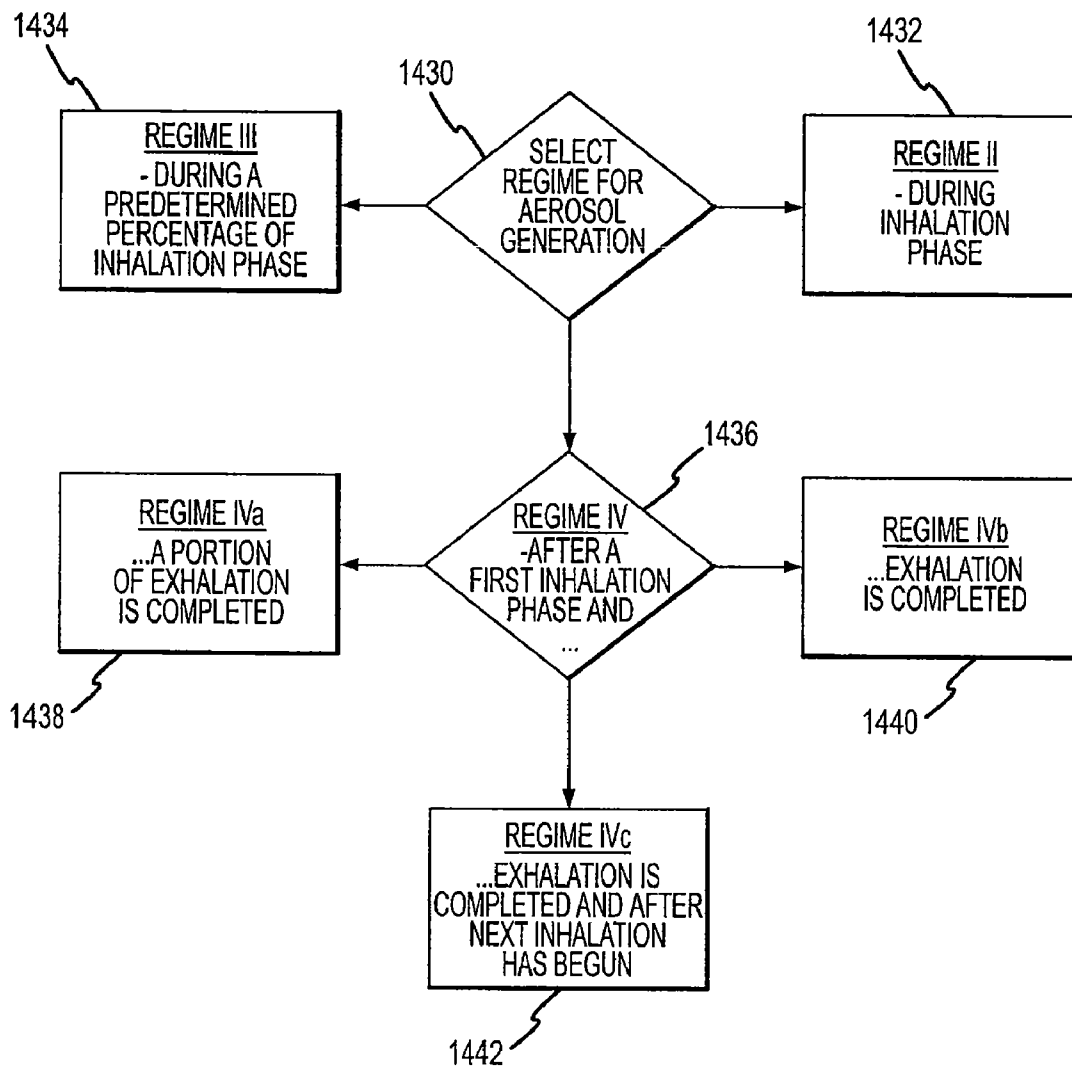 1434
1432
1430
REGIME III
- DURING A
PREDETERMINED
PERCENTAGE OF
INHALATION PHASE
SELECT
REGIME FOR
AEROSOL
GENERATION
REGIME II
- DURING
INHALATION
PHASE
1436
REGIME IVa
...A PORTION
OF EXHALATION
IS COMPLETED
REGIME IV
-AFTER A
FIRST INHALATION
PHASE AND
...
REGIME IVb
...EXHALATION
IS COMPLETED
1438
1440
REGIME IVc
...EXHALATION IS
COMPLETED AND AFTER
NEXT INHALATION
HAS BEGUN
1442